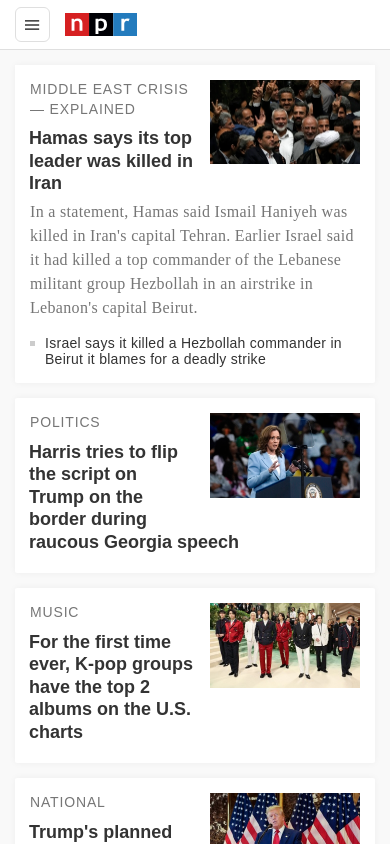 npr
MIDDLE EAST CRISIS
— EXPLAINED
Hamas says its top
leader was killed in
Iran
In a statement, Hamas said Ismail Haniyeh was
killed in Iran's capital Tehran. Earlier Israel said
it had killed a top commander of the Lebanese
militant group Hezbollah in an airstrike in
Lebanon's capital Beirut.
Israel says it killed a Hezbollah commander in
Beirut it blames for a deadly strike
POLITICS
Harris tries to flip
the script on
Trump on the
border during
raucous Georgia speech
MUSIC
For the first time
ever, K-pop groups
have the top 2
albums on the U.S.
charts
NATIONAL
Trump's planned